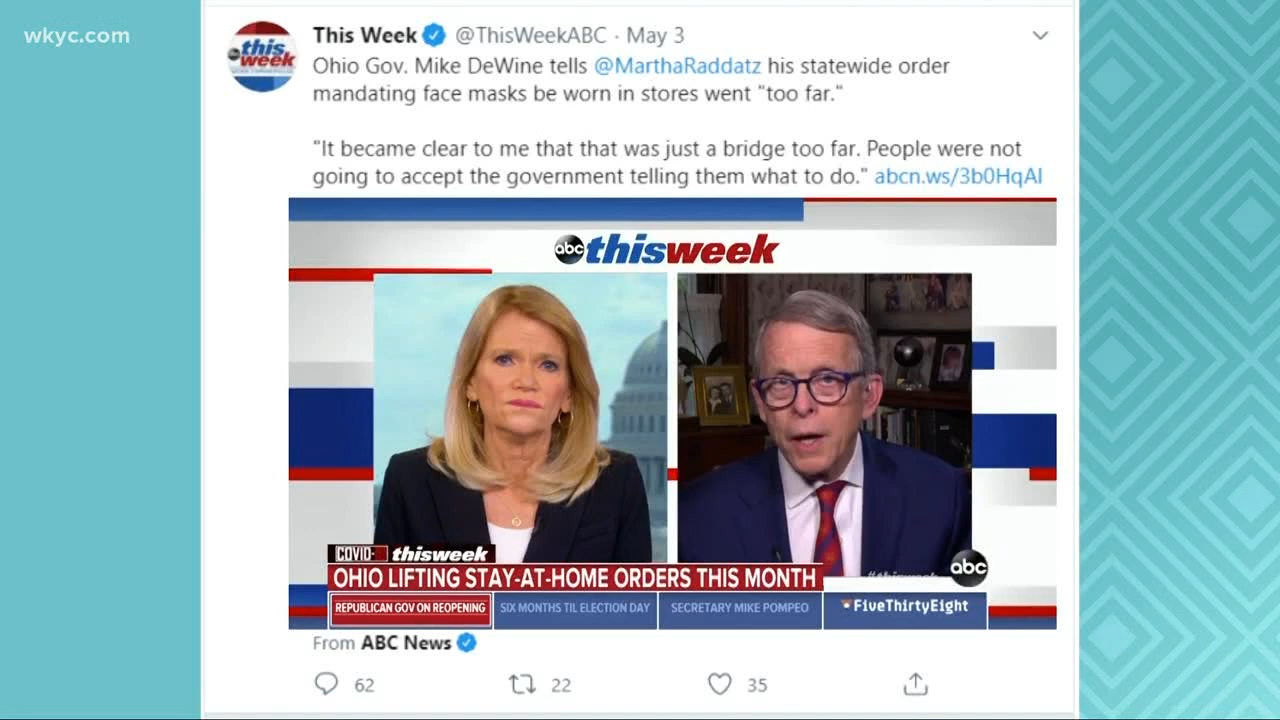 wkyc.com
This Week @ThisWeekABC · May 3
this week
Ohio Gov. Mike DeWine tells @MarthaRaddatz his statewide order
mandating face masks be worn in stores went "too far."
"It became clear to me that that was just a bridge too far. People were not
going to accept the government telling them what to do." abcn.ws/3b0HqAI
abc thisweek
COVID- thisweek
abc
OHIO LIFTING STAY-AT-HOME ORDERS THIS MONTH
REPUBLICAN GOV ON REOPENING SIX MONTHS TIL ELECTION DAY SECRETARY MIKE POMPEO FiveThirtyEight
From ABC News
62 22 35